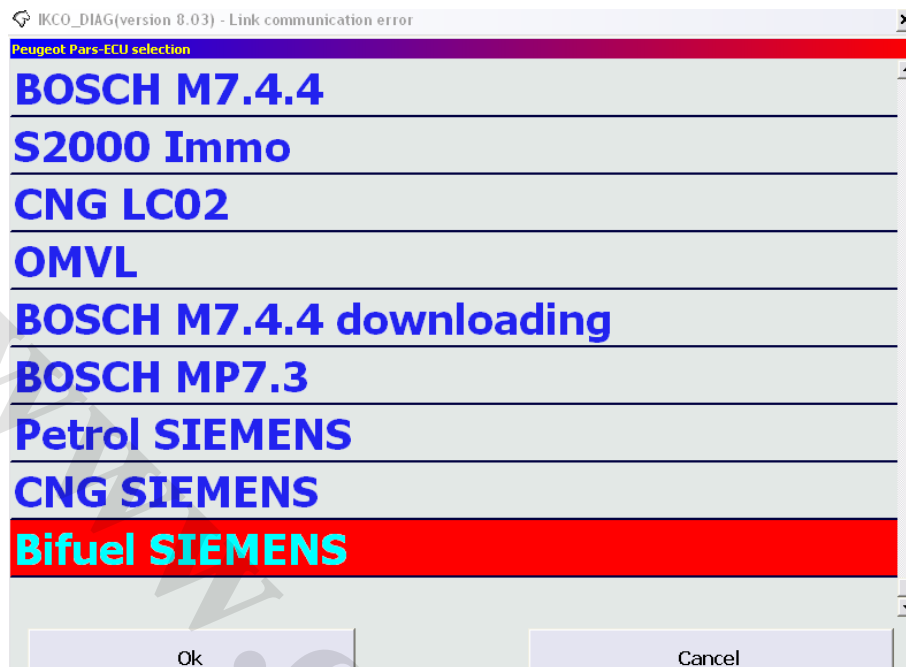 IKCO_DIAG(version 8.03) - Link communication error
Peugeot Pars-ECU selection
BOSCH M7.4.4
S2000 Immo
CNG LC02
OMVL
BOSCH M7.4.4 downloading
BOSCH MP7.3
Petrol SIEMENS
CNG SIEMENS
Bifuel SIEMENS
Ok
Cancel